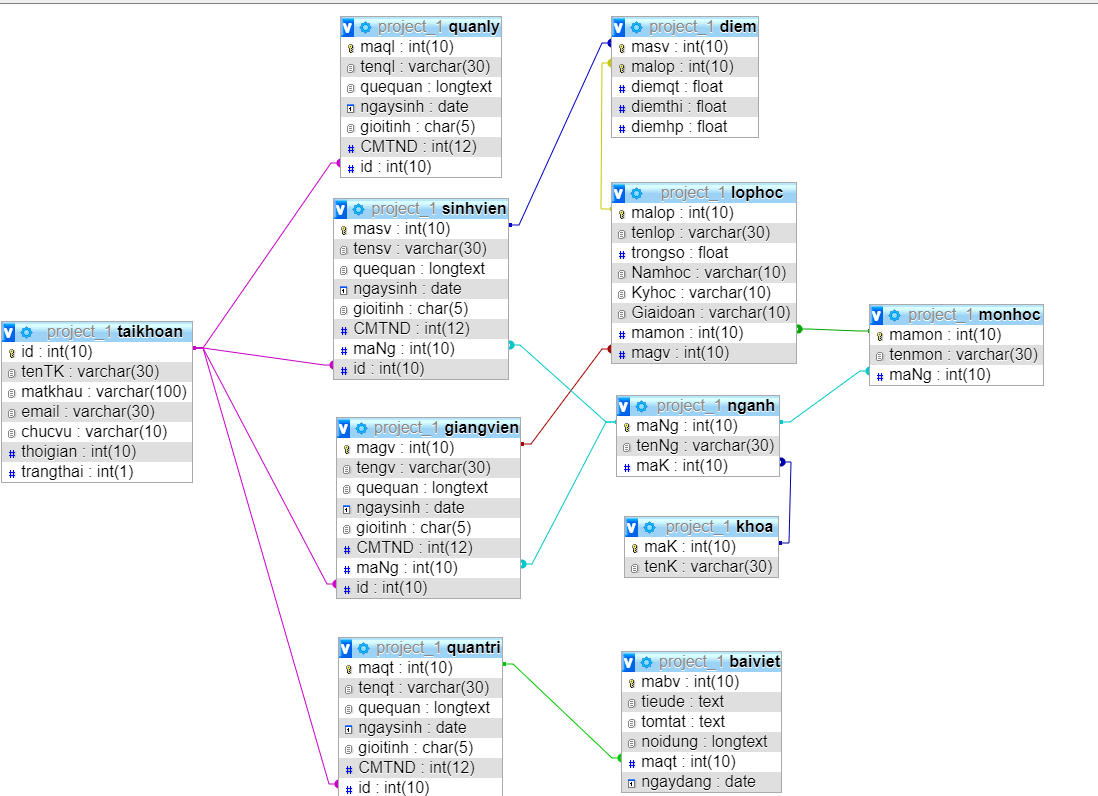 project_1 quanly
maql : int(10)
tenql : varchar(30)
quequan : longtext
ngaysinh : date
gioitinh : char(5)
CMTND : int(12)
id : int(10)
project_1 diem
masv : int(10)
malop : int(10)
diemqt : float
diemthi : float
diemhp : float
project_1 sinhvien
masv : int(10)
tensv : varchar(30)
quequan : longtext
ngaysinh : date
gioitinh : char(5)
CMTND : int(12)
maNg : int(10)
id : int(10)
project_1 lophoc
malop : int(10)
tenlop : varchar(30)
trongso : float
Namhoc : varchar(10)
Kyhoc : varchar(10)
Giaidoan : varchar(10)
mamon : int(10)
magv : int(10)
project_1 monhoc
mamon : int(10)
tenmon : varchar(30)
maNg : int(10)
project_1 taikhoan
id : int(10)
tenTK : varchar(30)
matkhau : varchar(100)
email : varchar(30)
chucvu : varchar(10)
thoigian : int(10)
trangthai : int(1)
project_1 giangvien
magv : int(10)
tengv : varchar(30)
quequan : longtext
ngaysinh : date
gioitinh : char(5)
CMTND : int(12)
maNg : int(10)
id : int(10)
project_1 nganh
maNg : int(10)
tenNg : varchar(30)
maK : int(10)
project_1 khoa
maK : int(10)
tenK : varchar(30)
project_1 quantri
maqt : int(10)
tenqt : varchar(30)
quequan : longtext
ngaysinh : date
gioitinh : char(5)
CMTND : int(12)
id : int(10)
project_1 baiviet
mabv : int(10)
tieude : text
tomtat : text
noidung : longtext
maqt : int(10)
ngaydang : date